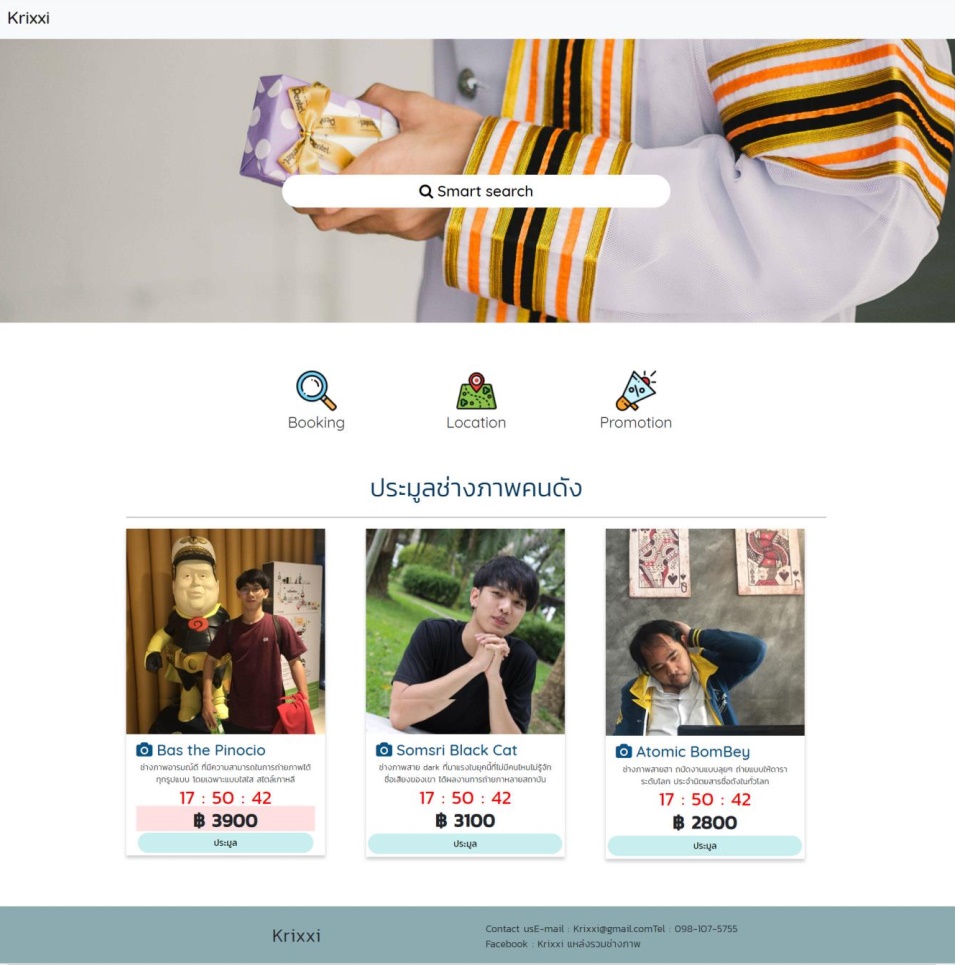 Krixxi
Smart search
Booking
Location
Promotion
ประมูลช่างภาพคนดัง
Bas the Pinocio
ช่างภาพอารมณ์ดี ที่มีความสามารถในการถ่ายภาพได้
ทุกรูปแบบ โดยเฉพาะแบบใสใส สไตล์เกาหลี
17 : 50 : 42
฿ 3900
ประมูล
Somsri Black Cat
ช่างภาพสาย dark ที่มาแรงในยุคนี้ที่ไม่มีคนไหนไม่รู้จัก
ชื่อเสียงของเขา ได้ผลงานการถ่ายภาพหลายสถาบัน
17 : 50 : 42
฿ 3100
ประมูล
Atomic BomBey
ช่างภาพสายฮา ถนัดงานแบบลุยๆ ถ่ายแบบให้ดารา
ระดับโลก ประจำนิตยสารชื่อดังในทั่วโลก
17 : 50 : 42
฿ 2800
ประมูล
Krixxi
Contact usE-mail : Krixxi@gmail.comTel : 098-107-5755
Facebook : Krixxi แหล่งรวมช่างภาพ